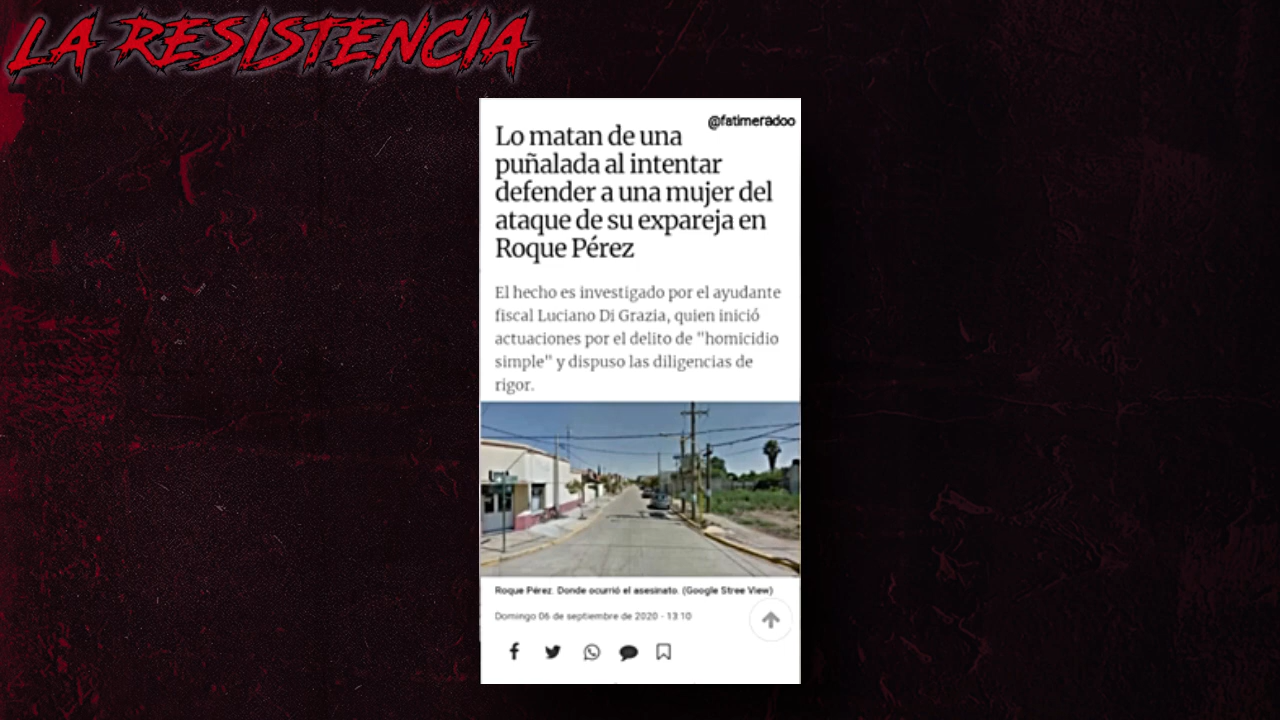 LA RESISTENCIA
@fatimeradoo
Lo matan de una
puñalada al intentar
defender a una mujer del
ataque de su expareja en
Roque Pérez
El hecho es investigado por el ayudante
fiscal Luciano Di Grazia, quien inició
actuaciones por el delito de "homicidio
simple" y dispuso las diligencias de
rigor.
Roque Pérez. Donde ocurrió el asesinato. (Google Stree View)
Domingo 06 de septiembre de 2020 - 13:10